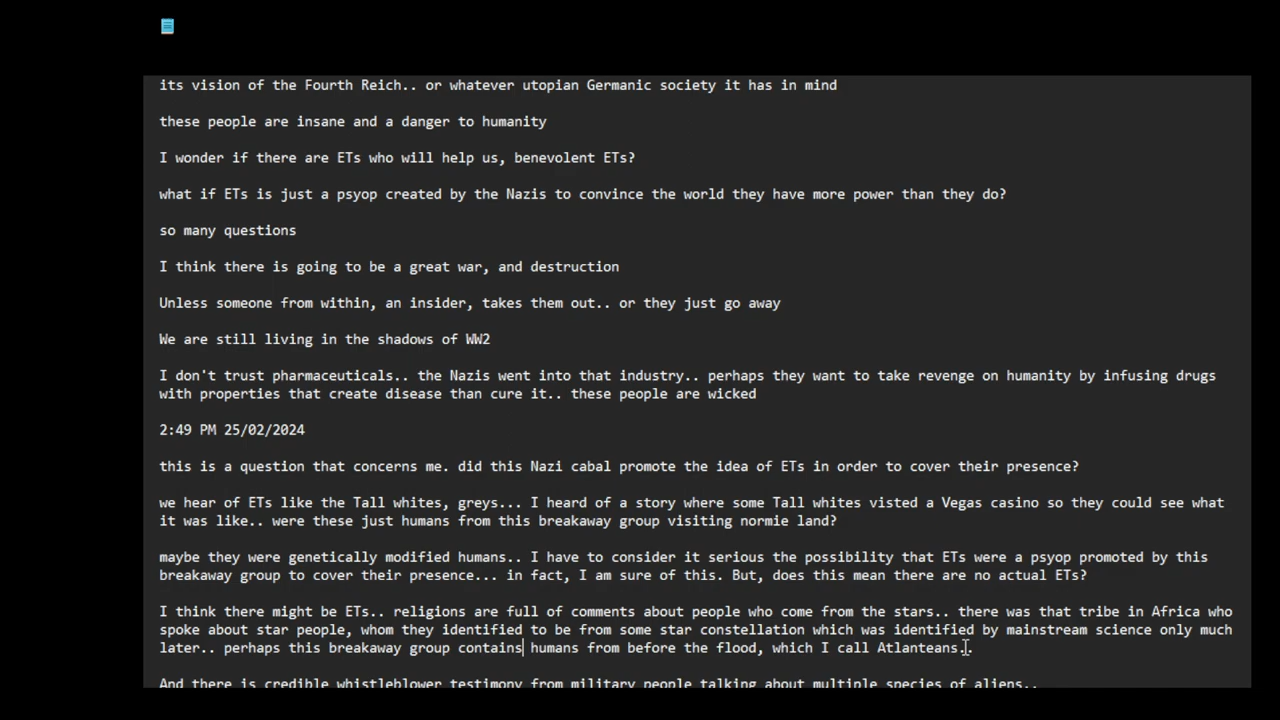 its vision of the Fourth Reich.. or whatever utopian Germanic society it has in mind
these people are insane and a danger to humanity
I wonder if there are ETs who will help us, benevolent ETs?
what if ETs is just a psyop created by the Nazis to convince the world they have more power than they do?
so many questions
I think there is going to be a great war, and destruction
Unless someone from within, an insider, takes them out.. or they just go away
We are still living in the shadows of WW2
I don't trust pharmaceuticals.. the Nazis went into that industry.. perhaps they want to take revenge on humanity by infusing drugs
with properties that create disease than cure it.. these people are wicked
2:49 PM 25/02/2024
this is a question that concerns me. did this Nazi cabal promote the idea of ETs in order to cover their presence?
we hear of ETs like the Tall whites, greys... I heard of a story where some Tall whites visted a Vegas casino so they could see what
it was like.. were these just humans from this breakaway group visiting normie land?
maybe they were genetically modified humans.. I have to consider it serious the possibility that ETs were a psyop promoted by this
breakaway group to cover their presence... in fact, I am sure of this. But, does this mean there are no actual ETs?
I think there might be ETs.. religions are full of comments about people who come from the stars.. there was that tribe in Africa who
spoke about star people, whom they identified to be from some star constellation which was identified by mainstream science only much
later.. perhaps this breakaway group contains humans from before the flood, which I call Atlanteans..
And there is credible whistleblower testimony from military people talking about multiple species of aliens..